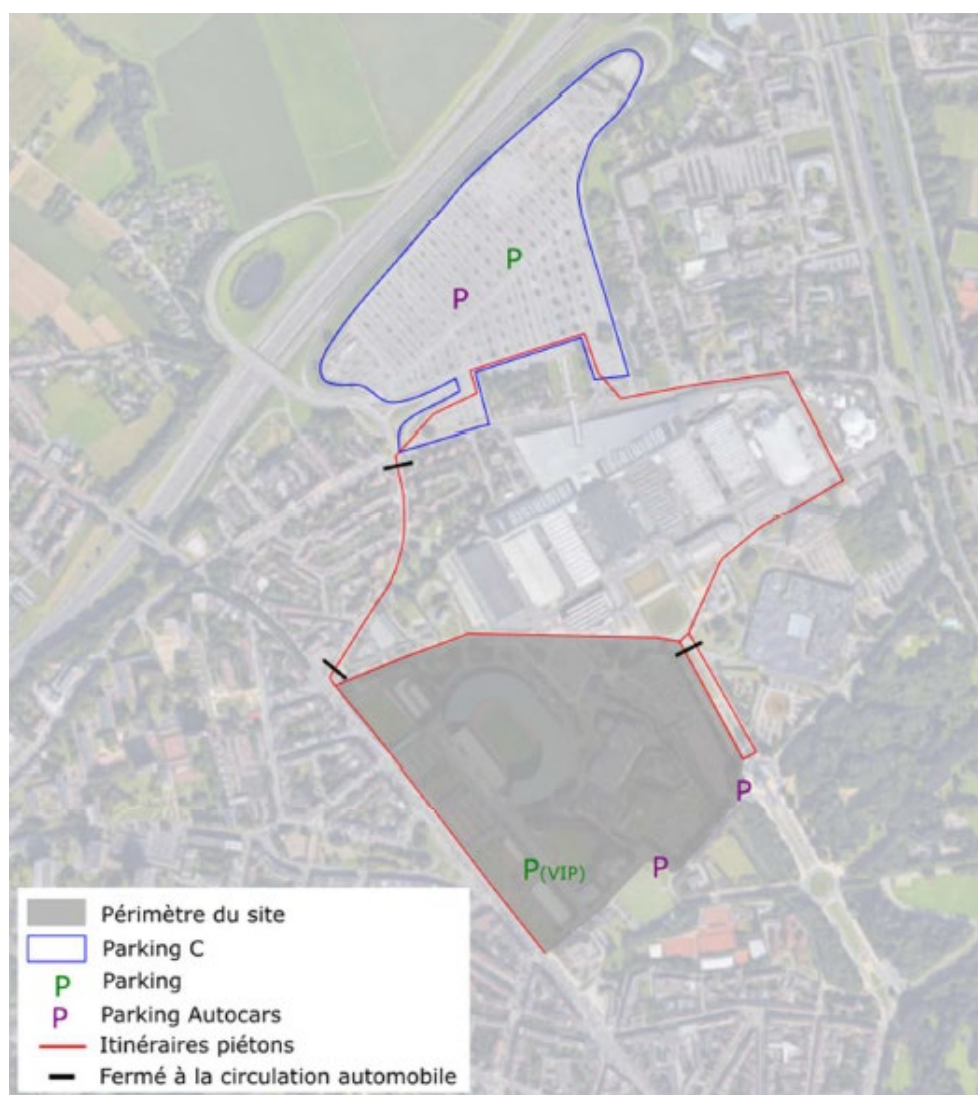 P
P
P
P(VIP)
P
Périmètre du site
Parking C
P Parking
P Parking Autocars
Itinéraires piétons
Fermé à la circulation automobile